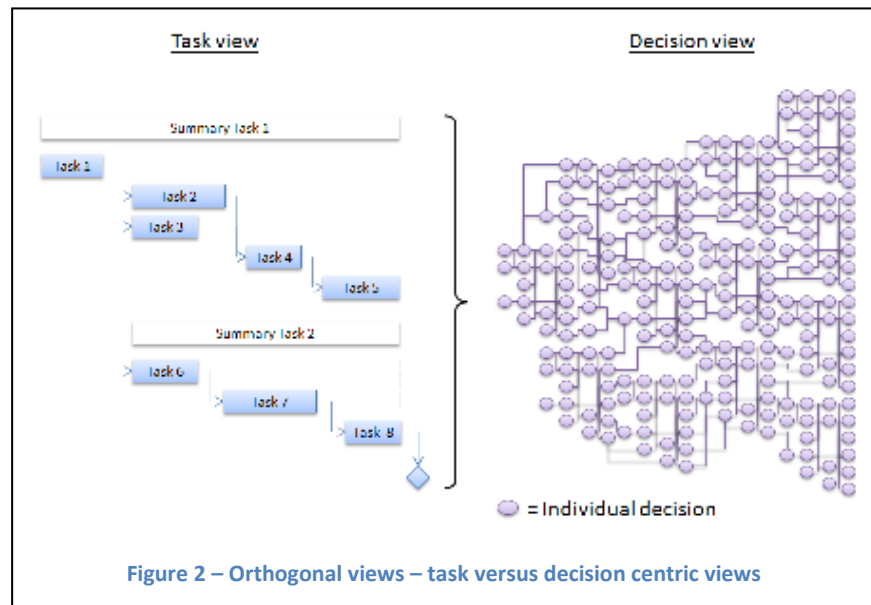 Task view
Decision view
Summary Task 1
Task 1
Task 2
Task 3
Task 4
Task 5
Summary Task 2
Task 6
Task 7
Task 8
= Individual decision
Figure 2 – Orthogonal views – task versus decision centric views